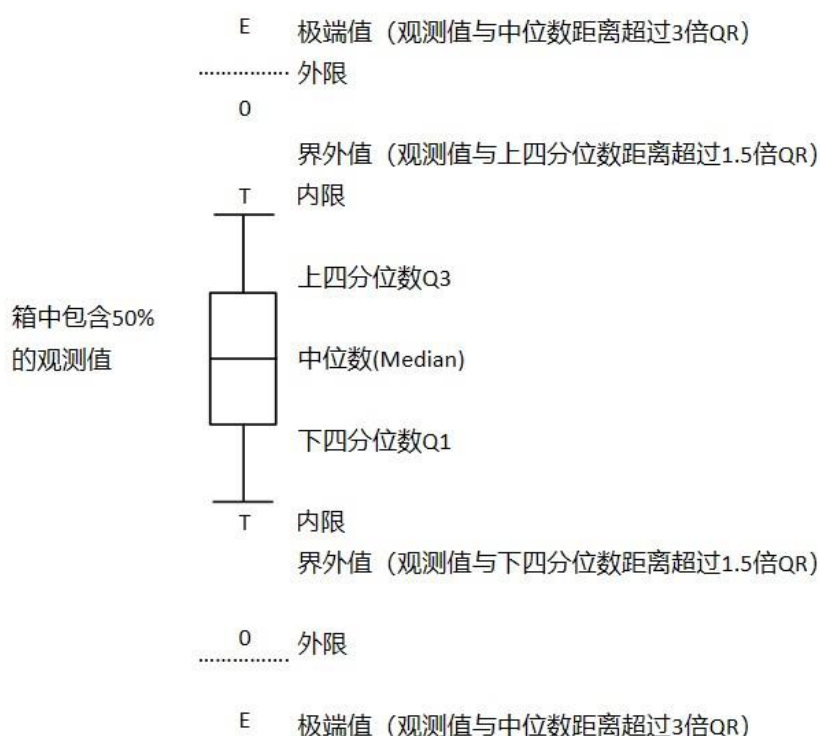 E 极端值（观测值与中位数距离超过3倍QR）
外限
0
界外值（观测值与上四分位数距离超过1.5倍QR）
T 内限
上四分位数Q3
箱中包含50%
的观测值
中位数(Median)
下四分位数Q1
T 内限
界外值（观测值与下四分位数距离超过1.5倍QR）
0 外限
E 极端值（观测值与中位数距离超过3倍QR）